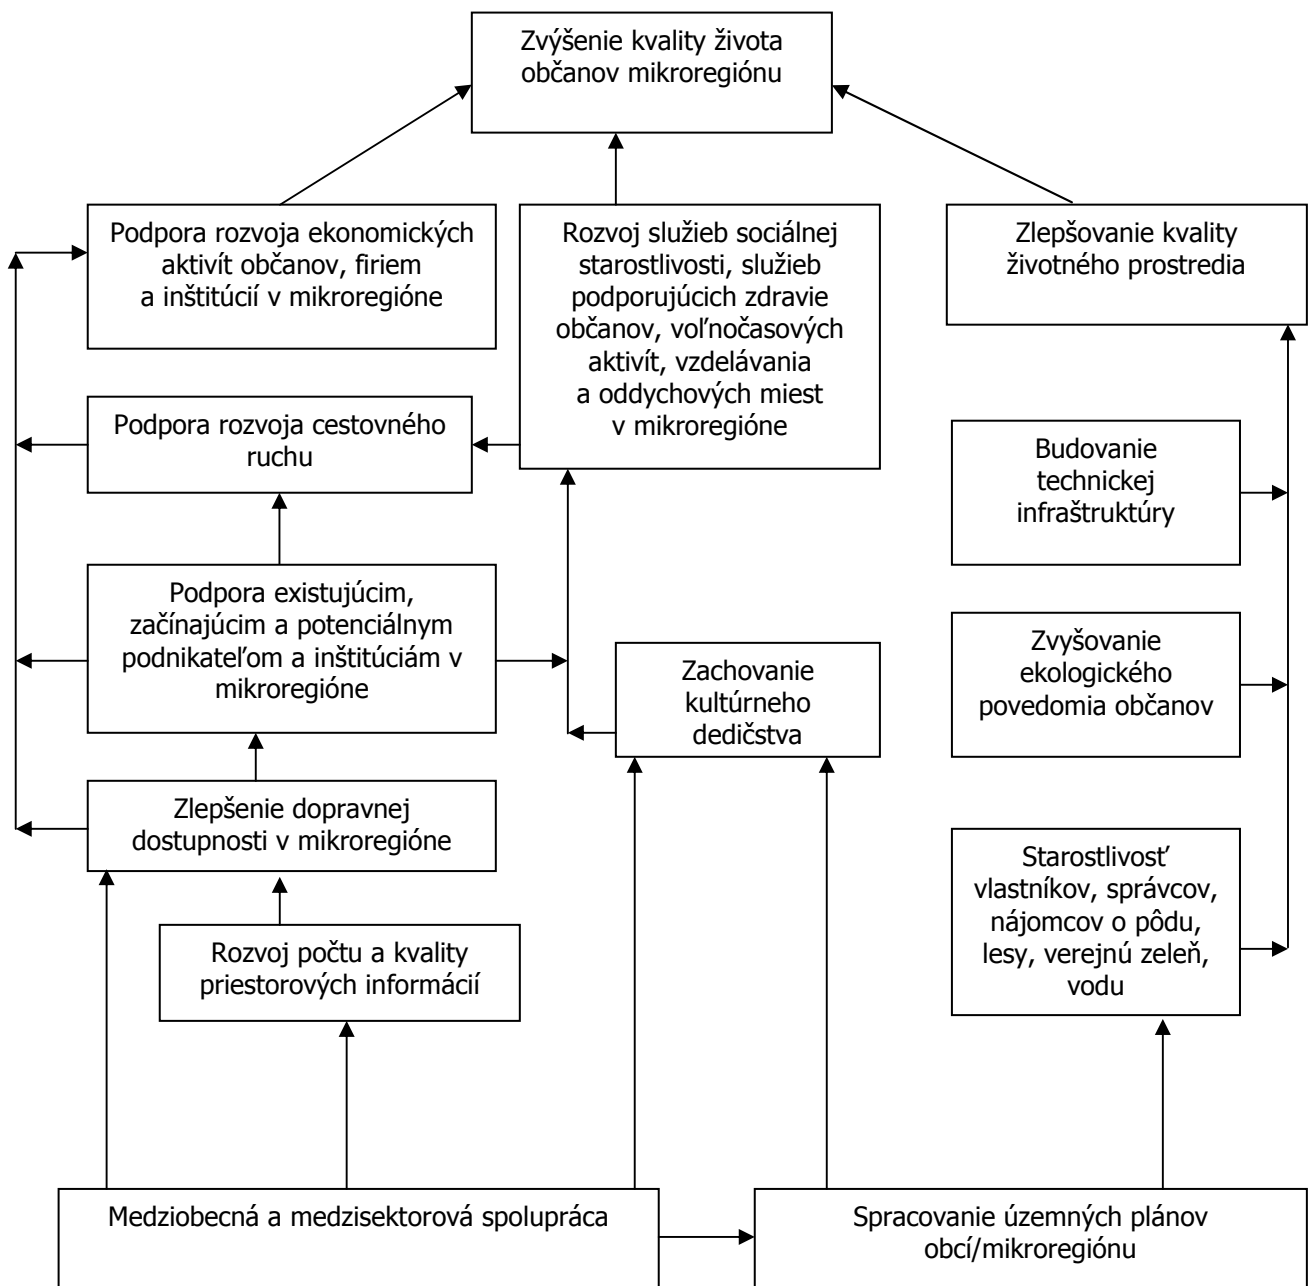 Zvýšenie kvality života
občanov mikroregiónu
Podpora rozvoja ekonomických
aktivít občanov, firiem
a inštitúcií v mikroregióne
Rozvoj služieb sociálnej
starostlivosti, služieb
podporujúcich zdravie
občanov, voľnočasových
aktivít, vzdelávania
a oddychových miest
v mikroregióne
Zlepšovanie kvality
životného prostredia
Podpora rozvoja cestovného
ruchu
Budovanie
technickej
infraštruktúry
Podpora existujúcim,
začínajúcim a potenciálnym
podnikateľom a inštitúciám v
mikroregióne
Zachovanie
kultúrneho
dedičstva
Zvyšovanie
ekologického
povedomia občanov
Zlepšenie dopravnej
dostupnosti v mikroregióne
Starostlivosť
vlastníkov, správcov,
nájomcov o pôdu,
lesy, verejnú zeleň,
vodu
Rozvoj počtu a kvality
priestorových informácií
Medziobecná a medzisektorová spolupráca
Spracovanie územných plánov
obcí/mikroregiónu